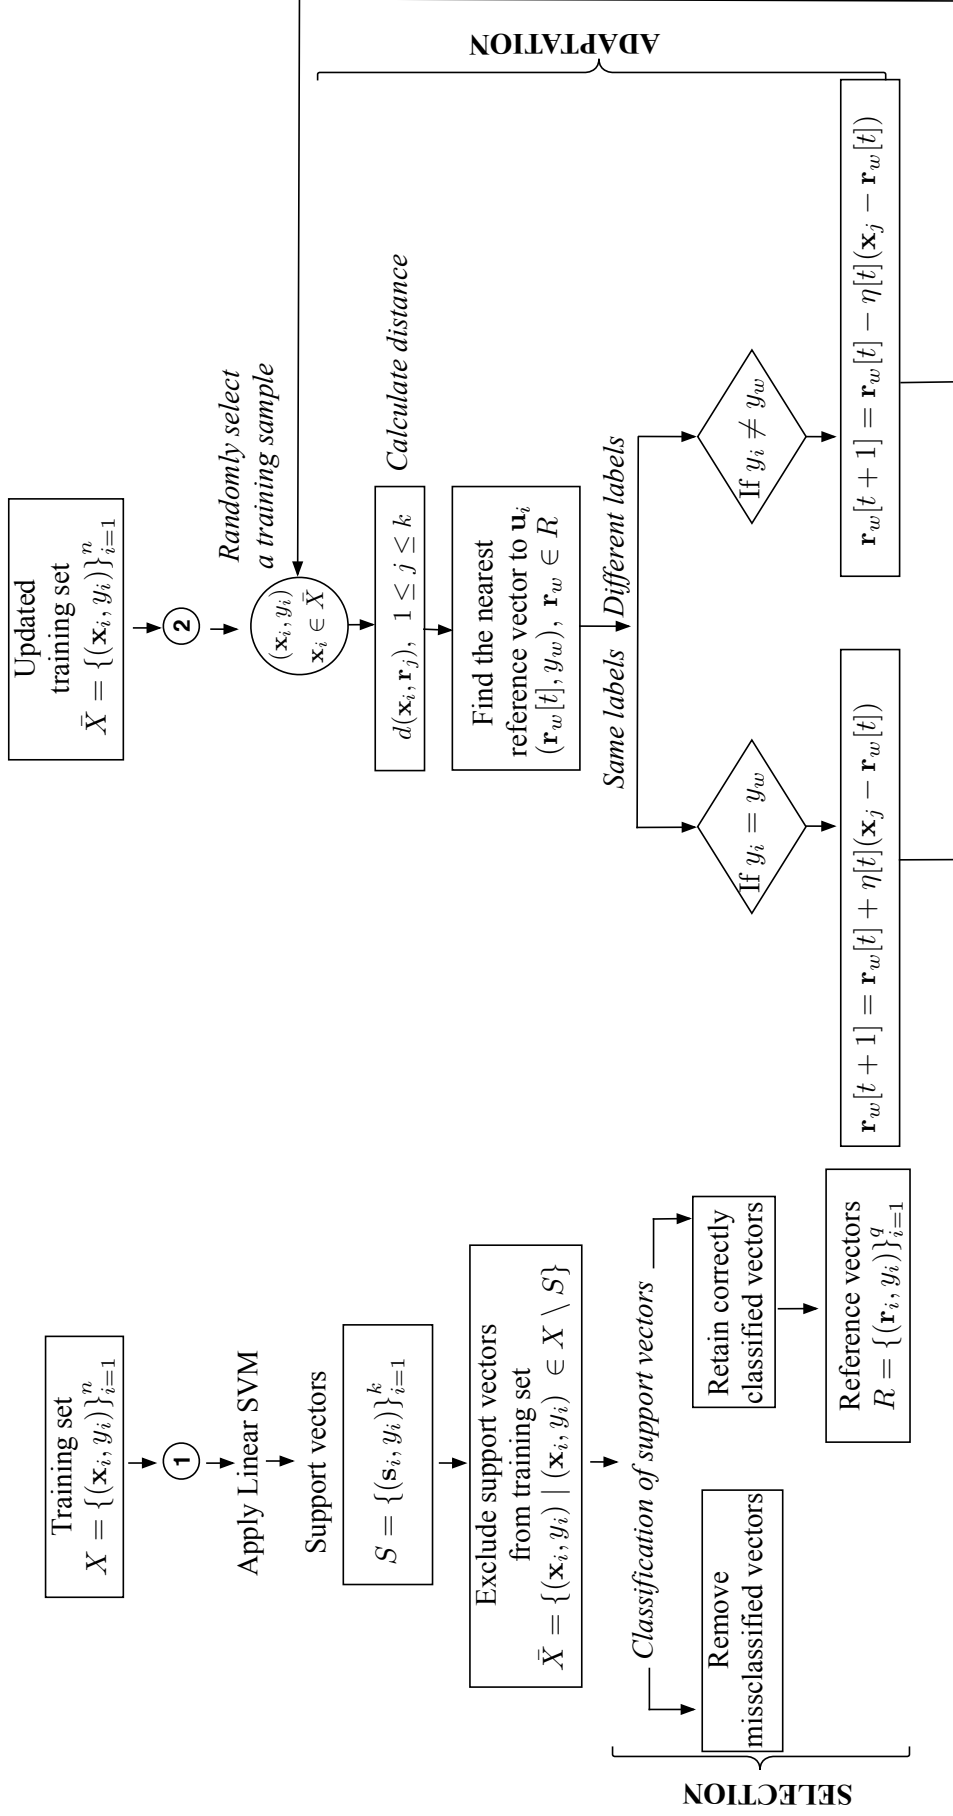 Training set
X = {(x_i, y_i)}_{i=1}^n
1
Apply Linear SVM
Support vectors
S = {(s_i, y_i)}_{i=1}^k
Exclude support vectors
from training set
X̄ = {(x_i, y_i) | (x_i, y_i) ∈ X \ S}
Classification of support vectors
Remove
missclassified vectors
Retain correctly
classified vectors
Reference vectors
R = {(r_i, y_i)}_{i=1}^q
SELECTION
Updated
training set
X̄ = {(x_i, y_i)}_{i=1}^n
2
Randomly select
a training sample
(x_i, y_i)
x_i ∈ X̄
d(x_i, r_j), 1 ≤ j ≤ k
Calculate distance
Find the nearest
reference vector to u_i
(r_w[t], y_w), r_w ∈ R
Same labels
Different labels
If y_i = y_w
If y_i ≠ y_w
r_w[t + 1] = r_w[t] + η[t](x_j − r_w[t])
r_w[t + 1] = r_w[t] − η[t](x_j − r_w[t])
ADAPTATION